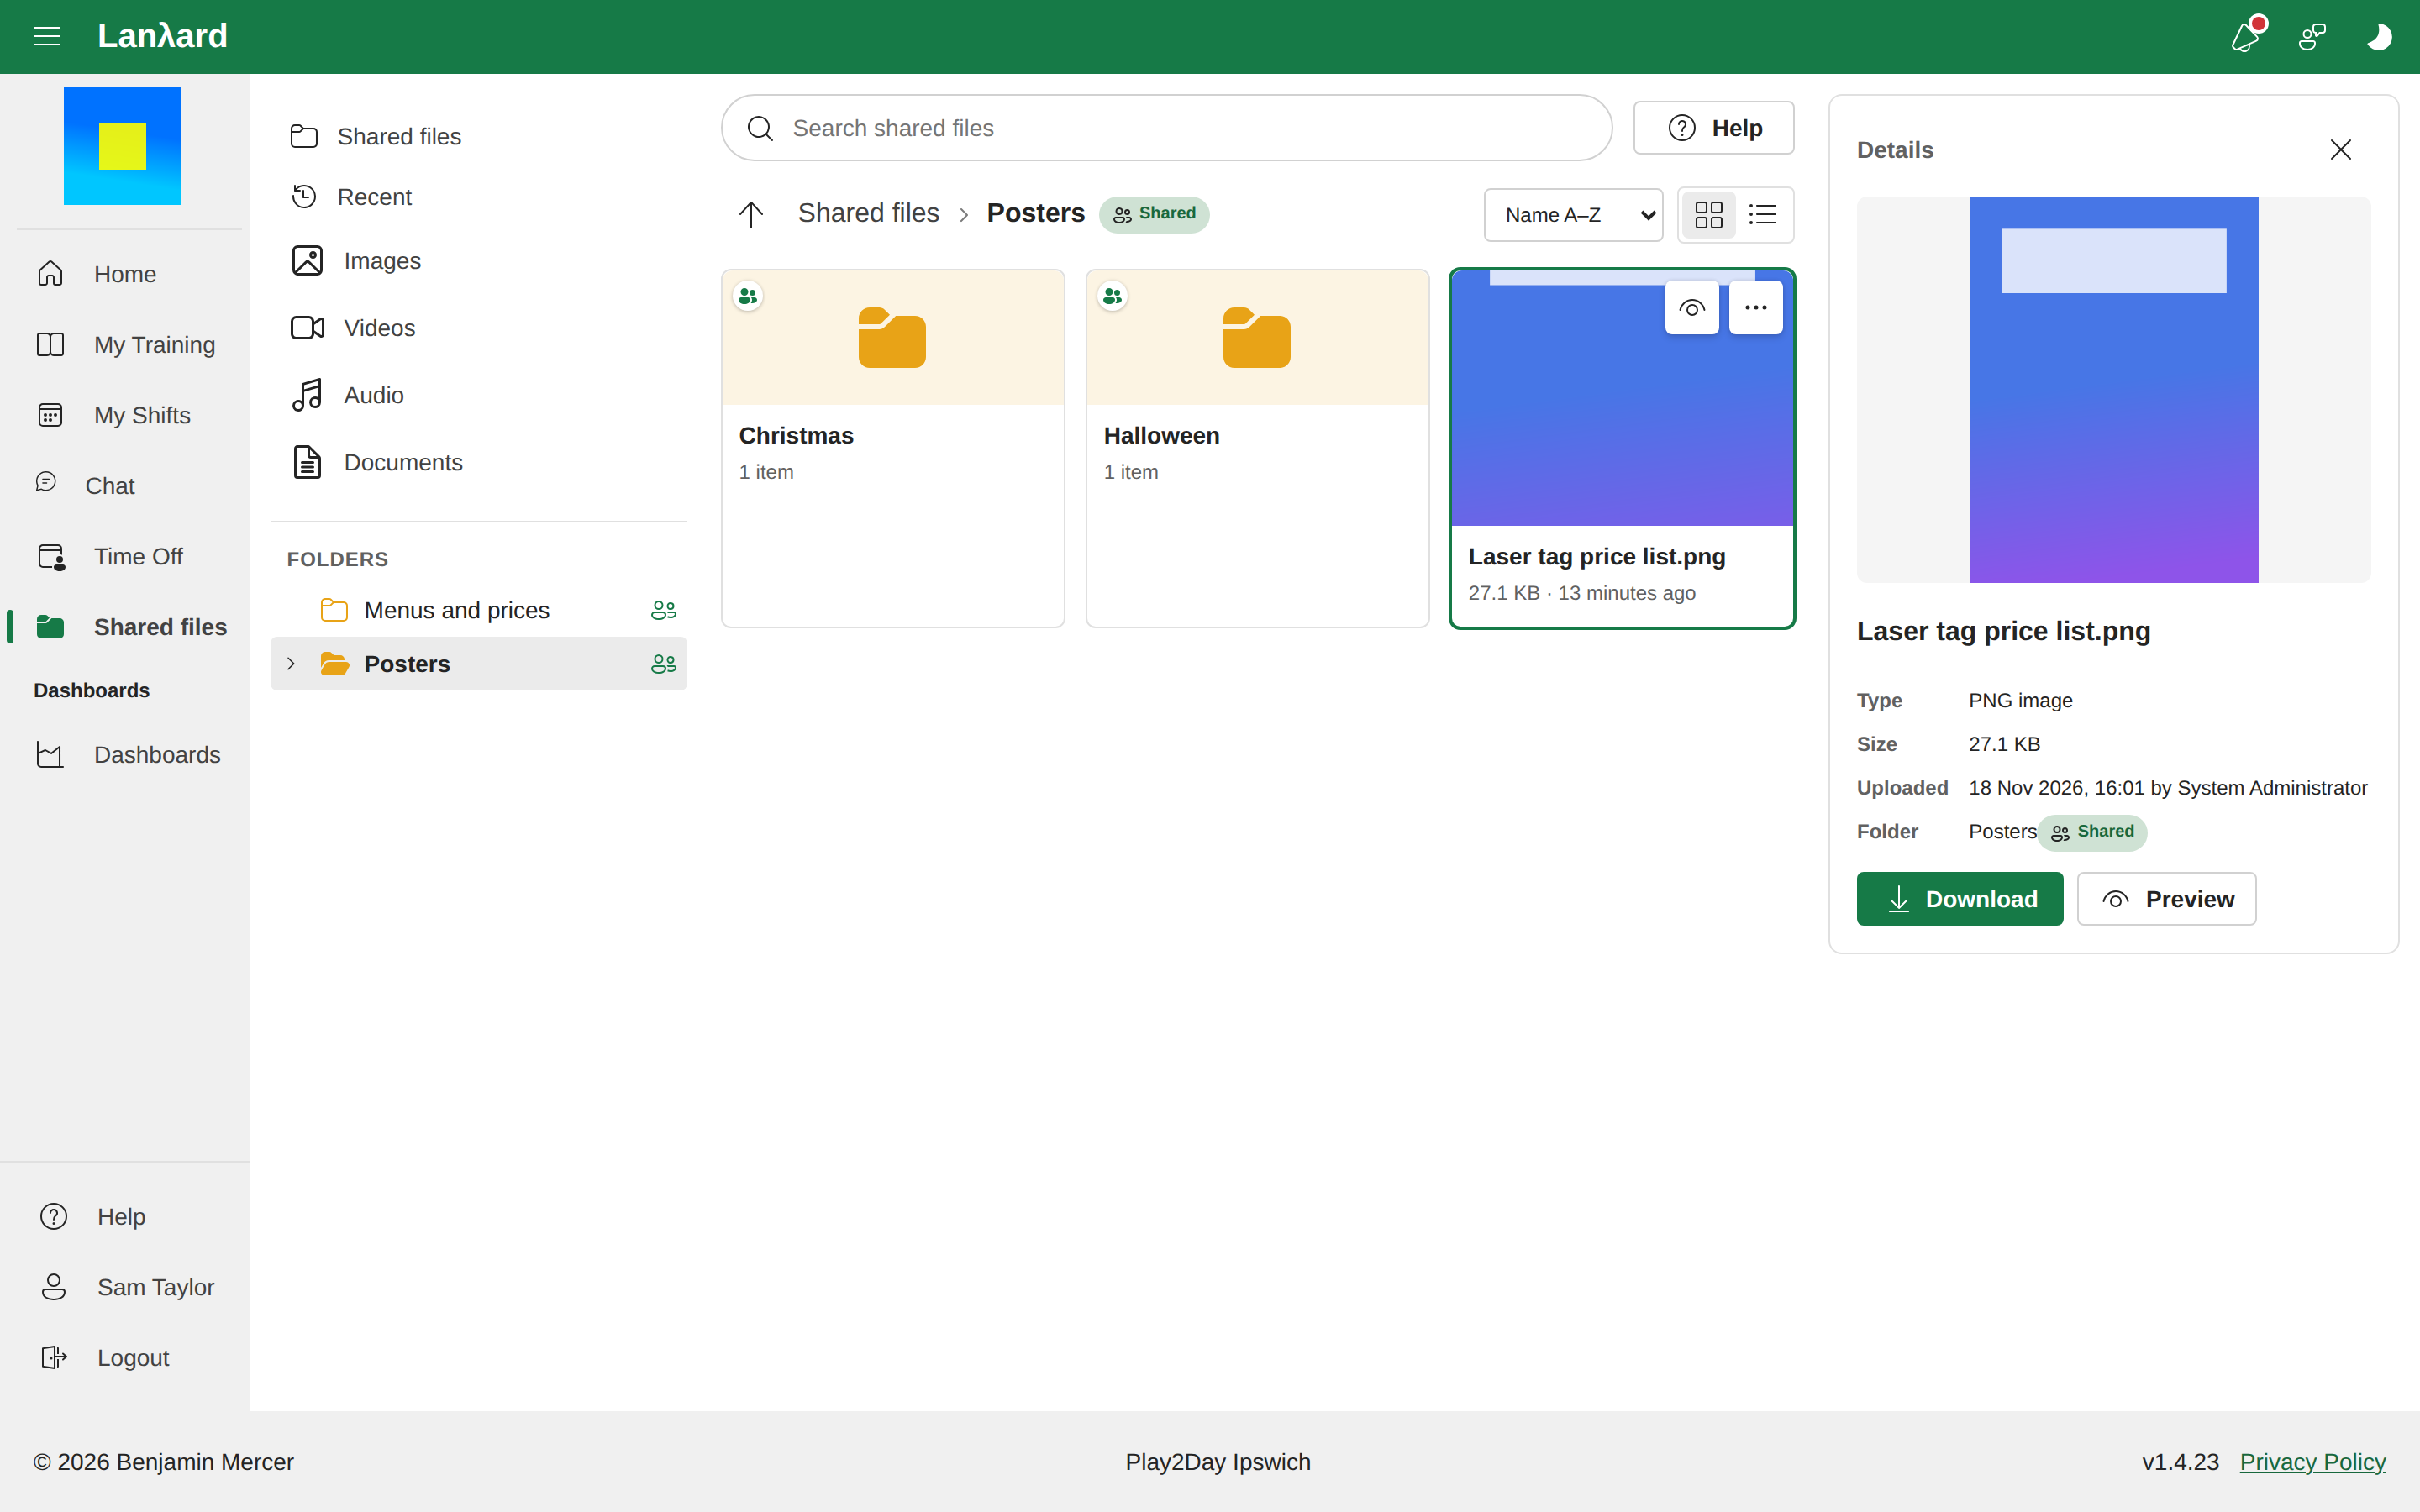 Lanλard
Home
My Training
My Shifts
Chat
Time Off
Shared files
Dashboards
Dashboards
Help
Sam Taylor
Logout
Shared files
Recent
Images
Videos
Audio
Documents
FOLDERS
Menus and prices
Posters
Search shared files
Help
Shared files
Posters
Shared
Name A–Z
Christmas
1 item
Halloween
1 item
Laser tag price list.png
27.1 KB · 13 minutes ago
Details
Laser tag price list.png
Type PNG image
Size 27.1 KB
Uploaded 18 Nov 2026, 16:01 by System Administrator
Folder Posters Shared
Download Preview
© 2026 Benjamin Mercer
Play2Day Ipswich
v1.4.23 Privacy Policy